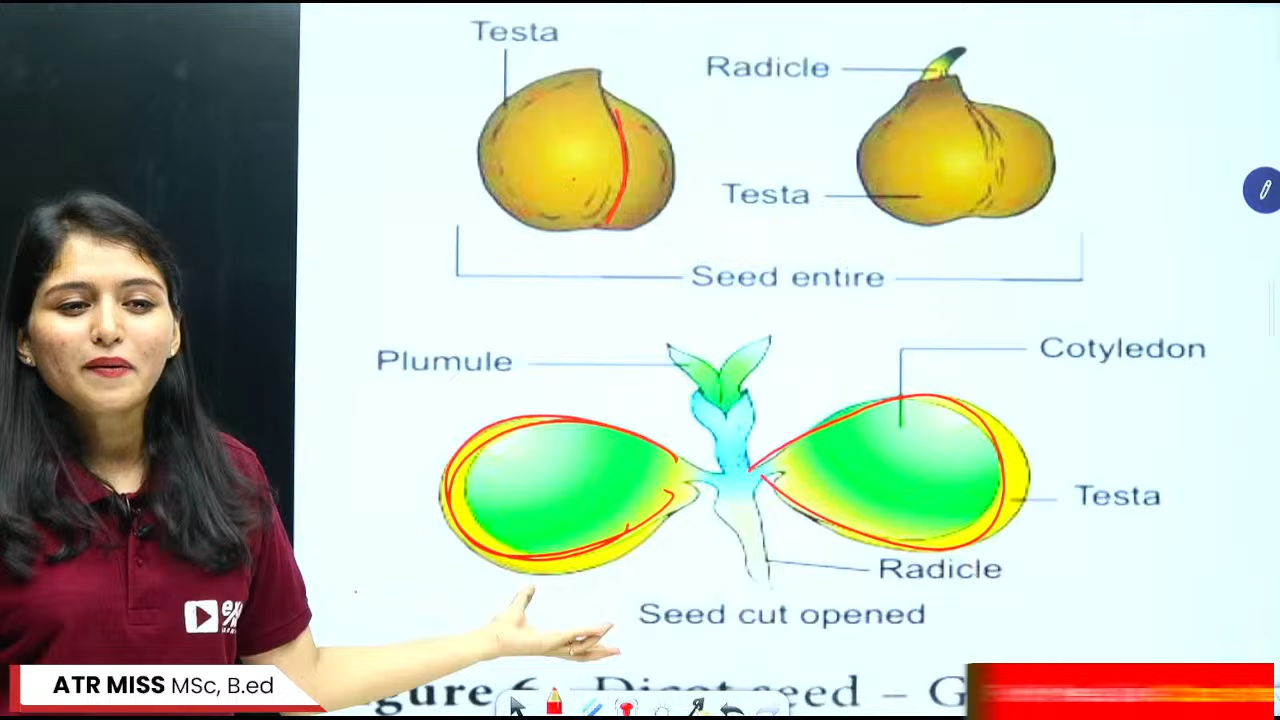 Testa
Radicle
Testa
Seed entire
Plumule
Cotyledon
Testa
Radicle
Seed cut opened
ATR MISS MSc, B.ed